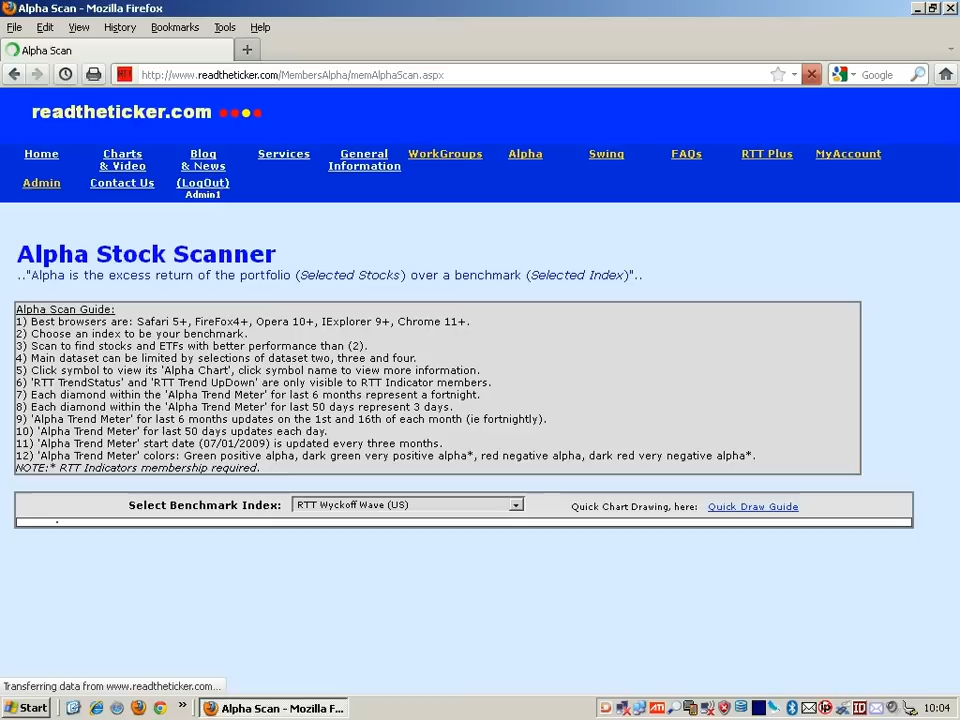 Alpha Scan - Mozilla Firefox
File Edit View History Bookmarks Tools Help
Alpha Scan
http://www.readtheticker.com/MembersAlpha/memAlphaScan.aspx
Google
readtheticker.com
Home Charts & Video Blog & News Services General Information WorkGroups Alpha Swing FAQs RTT Plus MyAccount
Admin Contact Us (LogOut) Admin1
Alpha Stock Scanner
.."Alpha is the excess return of the portfolio (Selected Stocks) over a benchmark (Selected Index)"..
Alpha Scan Guide:
1) Best browsers are: Safari 5+, FireFox4+, Opera 10+, IExplorer 9+, Chrome 11+.
2) Choose an index to be your benchmark.
3) Scan to find stocks and ETFs with better performance than (2).
4) Main dataset can be limited by selections of dataset two, three and four.
5) Click symbol to view its 'Alpha Chart', click symbol name to view more information.
6) 'RTT TrendStatus' and 'RTT Trend UpDown' are only visible to RTT Indicator members.
7) Each diamond within the 'Alpha Trend Meter' for last 6 months represent a fortnight.
8) Each diamond within the 'Alpha Trend Meter' for last 50 days represent 3 days.
9) 'Alpha Trend Meter' for last 6 months updates on the 1st and 16th of each month (ie fortnightly).
10) 'Alpha Trend Meter' for last 50 days updates each day.
11) 'Alpha Trend Meter' start date (07/01/2009) is updated every three months.
12) 'Alpha Trend Meter' colors: Green positive alpha, dark green very positive alpha*, red negative alpha, dark red very negative alpha*.
NOTE:* RTT Indicators membership required.
Select Benchmark Index: RTT Wyckoff Wave (US) Quick Chart Drawing, here: Quick Draw Guide
Transferring data from www.readtheticker.com...
Start Alpha Scan - Mozilla F... 10:04